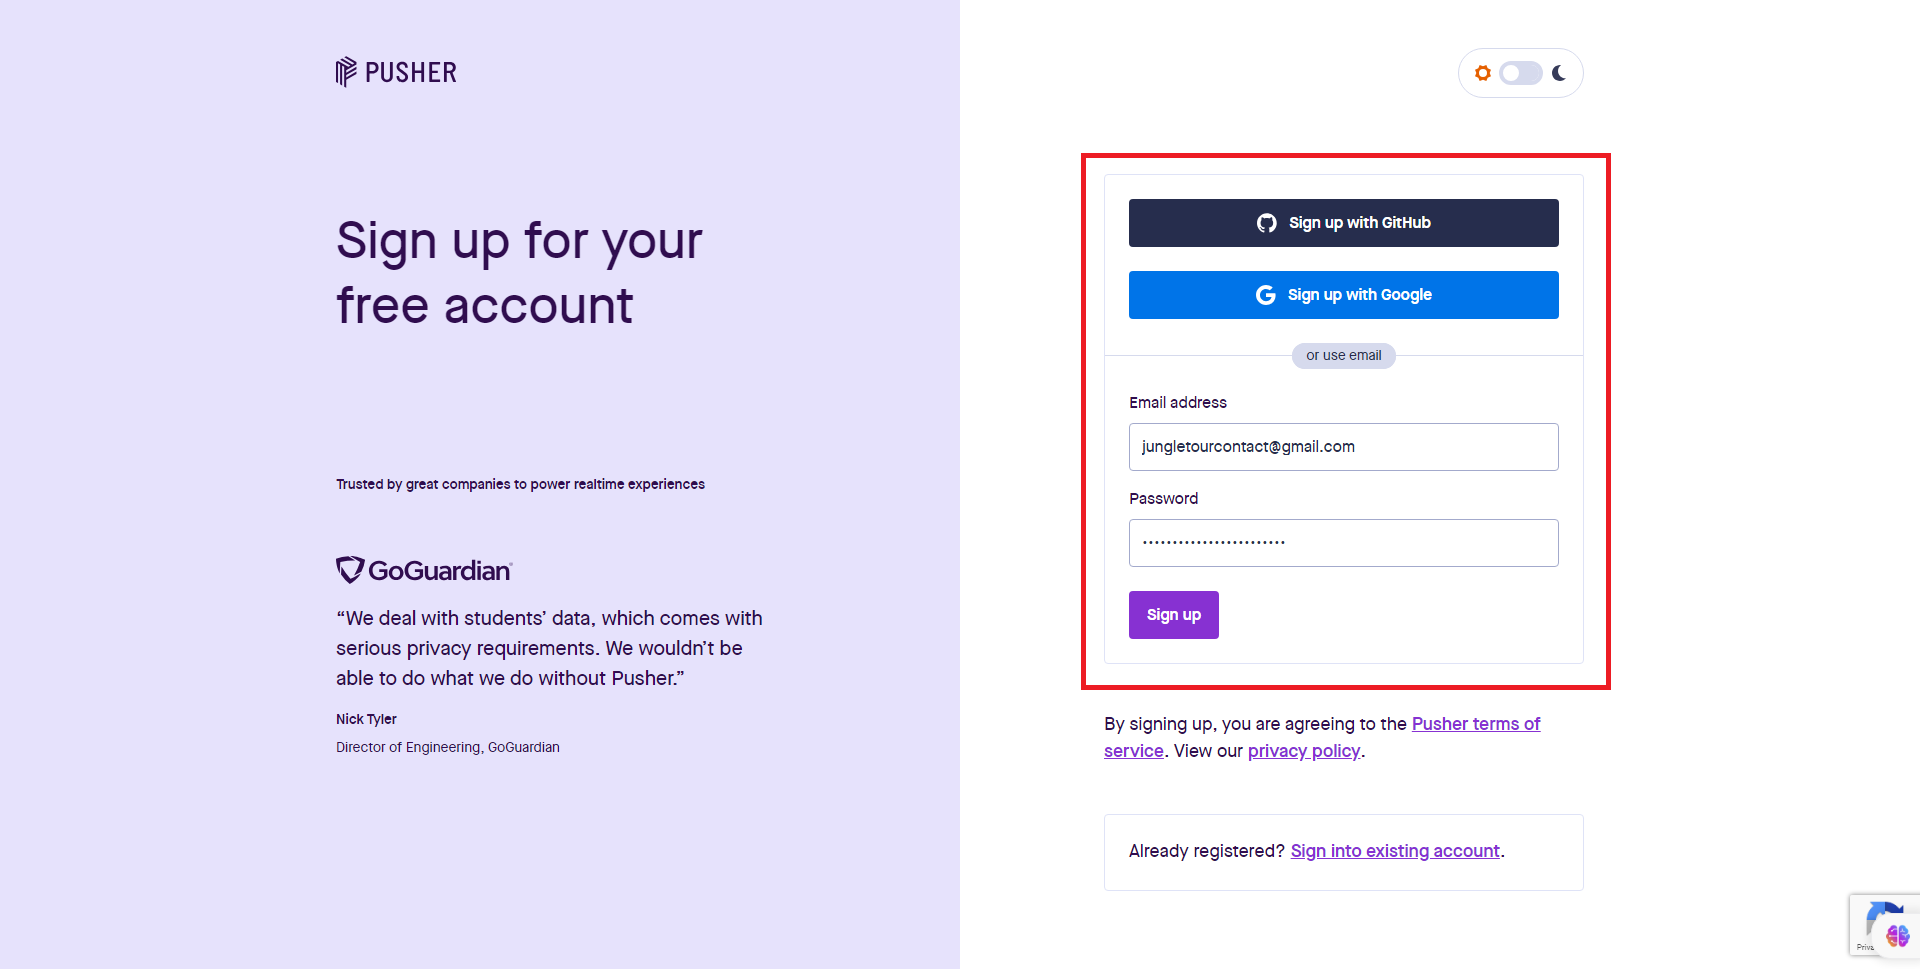 PUSHER
Sign up for your
free account
Trusted by great companies to power realtime experiences
GoGuardian
“We deal with students’ data, which comes with
serious privacy requirements. We wouldn’t be
able to do what we do without Pusher.”
Nick Tyler
Director of Engineering, GoGuardian
Sign up with GitHub
Sign up with Google
or use email
Email address
jungletourcontact@gmail.com
Password
Sign up
By signing up, you are agreeing to the Pusher terms of
service. View our privacy policy.
Already registered? Sign into existing account.